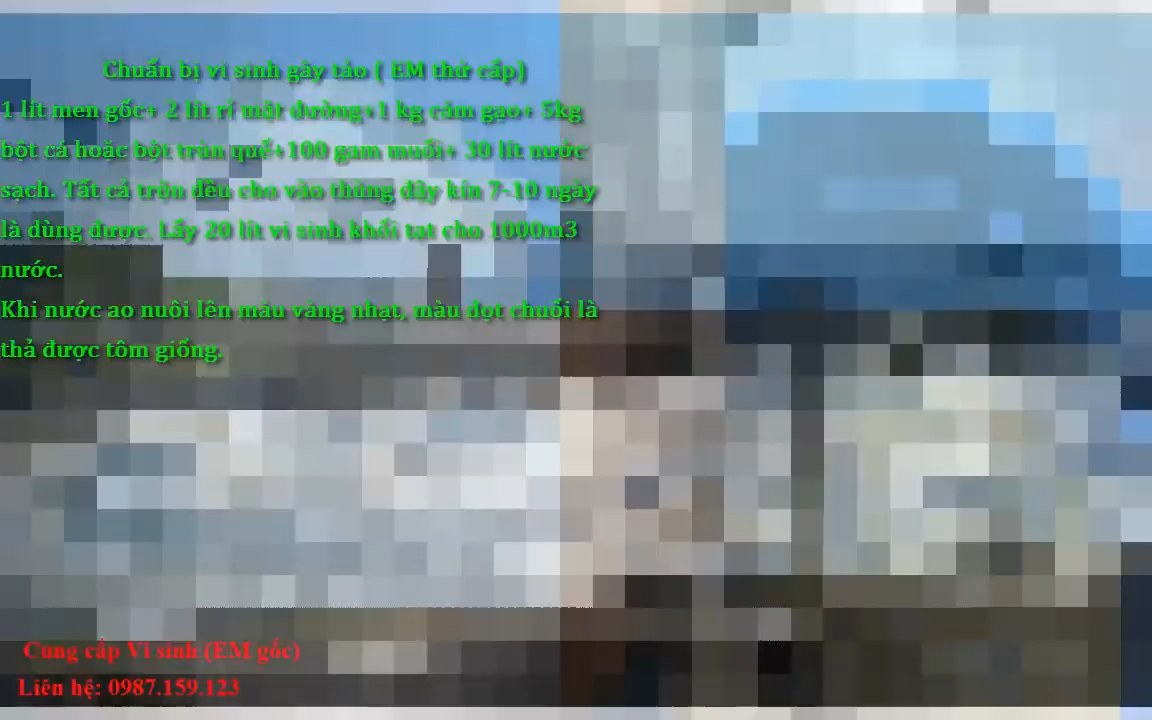 Chuẩn bị vi sinh gây tảo ( EM thứ cấp)
1 lít men gốc+ 2 lít rỉ mật đường+1 kg cám gạo+ 5kg
bột cá hoặc bột trùn quế+100 gam muối+ 30 lít nước
sạch. Tất cả trộn đều cho vào thùng đậy kín 7-10 ngày
là dùng được. Lấy 20 lít vi sinh khối tạt cho 1000m3
nước.
Khi nước ao nuôi lên màu vàng nhạt, màu đọt chuối là
thả được tôm giống.
Cung cấp Vi sinh (EM gốc)
Liên hệ: 0987.159.123